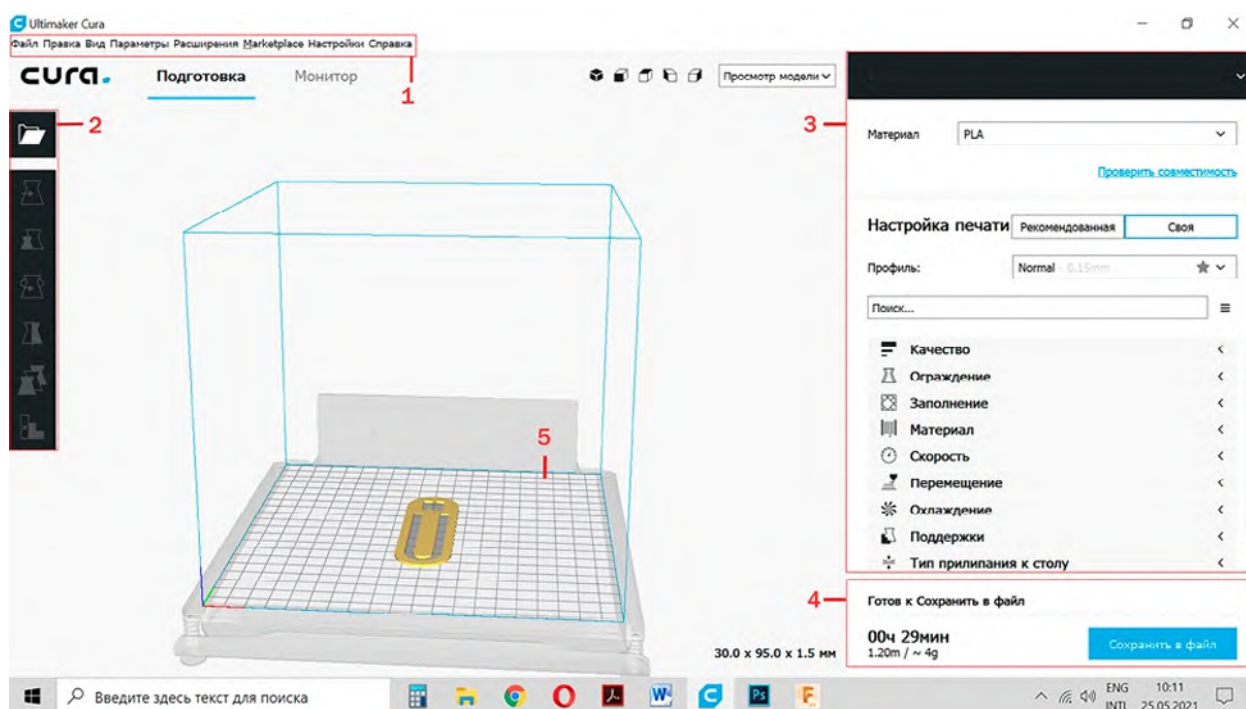 Ultimaker Cura
Файл Правка Вид Параметры Расширения Marketplace Настройки Справка
1
cura.
Подготовка
Монитор
Просмотр модели
2
3
Материал
PLA
Проверить совместимость
Настройка печати
Рекомендованная
Своя
Профиль:
Normal - 0.15mm
Поиск...
Качество
Ограждение
Заполнение
Материал
Скорость
Перемещение
Охлаждение
Поддержки
Тип прилипания к столу
5
4
Готов к Сохранить в файл
00ч 29мин
1.20m / ~ 4g
Сохранить в файл
30.0 x 95.0 x 1.5 мм
Введите здесь текст для поиска
W
Ps
F
ENG
INTL
10:11
25.05.2021